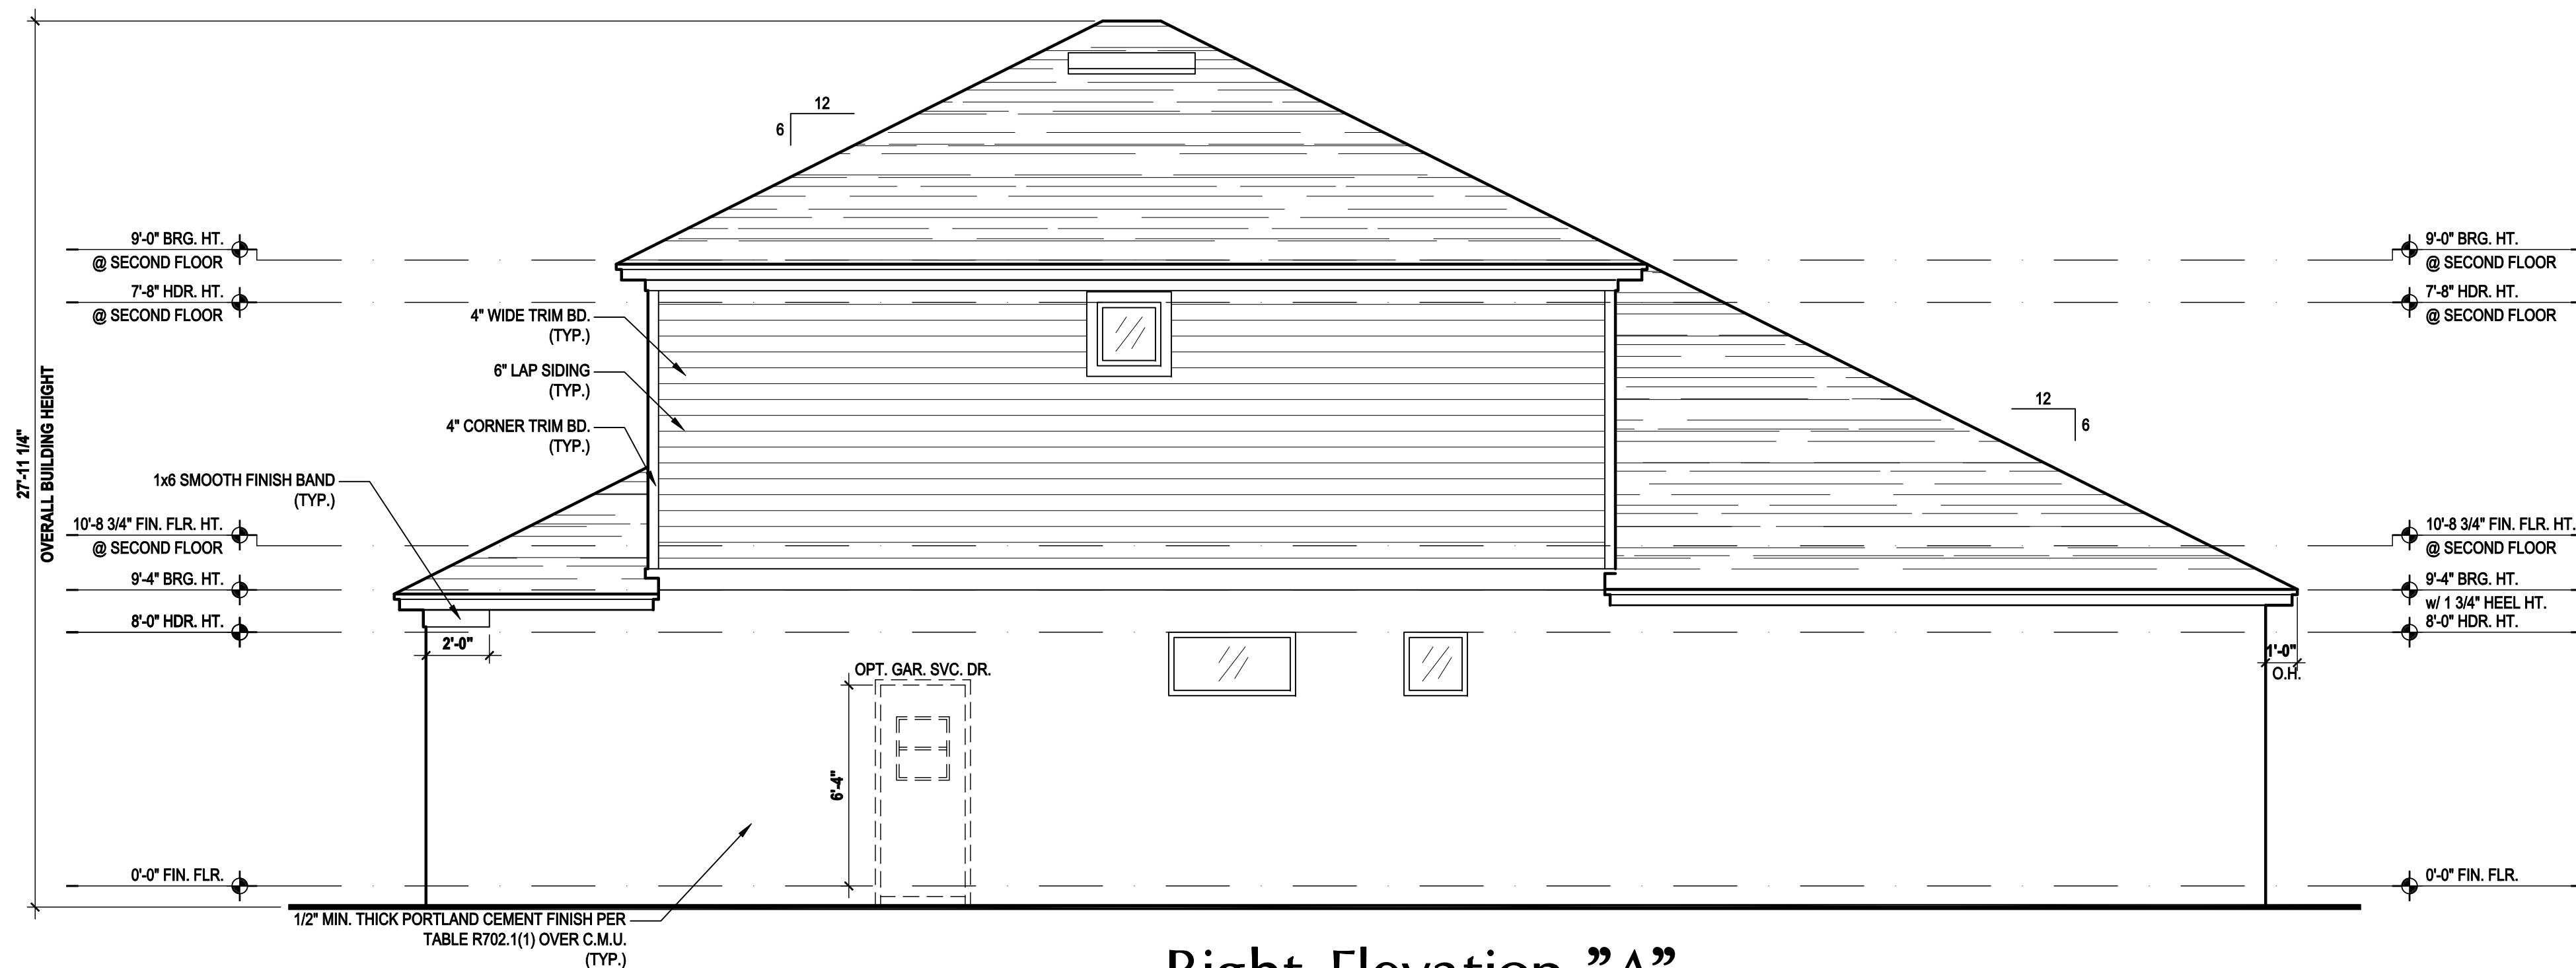 12
6
9'-0" BRG. HT.
@ SECOND FLOOR
7'-8" HDR. HT.
@ SECOND FLOOR
4" WIDE TRIM BD.
(TYP.)
6" LAP SIDING
(TYP.)
4" CORNER TRIM BD.
(TYP.)
1x6 SMOOTH FINISH BAND
(TYP.)
27'-11 1/4"
OVERALL BUILDING HEIGHT
10'-8 3/4" FIN. FLR. HT.
@ SECOND FLOOR
9'-4" BRG. HT.
8'-0" HDR. HT.
2'-0"
OPT. GAR. SVC. DR.
6'-4"
0'-0" FIN. FLR.
1/2" MIN. THICK PORTLAND CEMENT FINISH PER
TABLE R702.1(1) OVER C.M.U.
(TYP.)
9'-0" BRG. HT.
@ SECOND FLOOR
7'-8" HDR. HT.
@ SECOND FLOOR
12
6
10'-8 3/4" FIN. FLR. HT.
@ SECOND FLOOR
9'-4" BRG. HT.
w/ 1 3/4" HEEL HT.
8'-0" HDR. HT.
1'-0"
O.H.
0'-0" FIN. FLR.
Right Elevation "A"